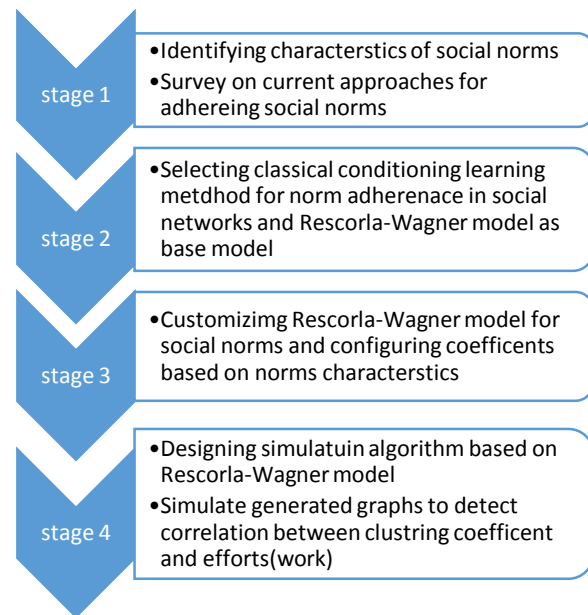 stage 1
•Identifying characterstics of social norms
•Survey on current approaches for
adhereing social norms
stage 2
•Selecting classical conditioning learning
metdhod for norm adherenace in social
networks and Rescorla-Wagner model as
base model
stage 3
•Customizimg Rescorla-Wagner model for
social norms and configuring coefficents
based on norms characterstics
stage 4
•Designing simulatuin algorithm based on
Rescorla-Wagner model
•Simulate generated graphs to detect
correlation between clustring coefficent
and efforts(work)